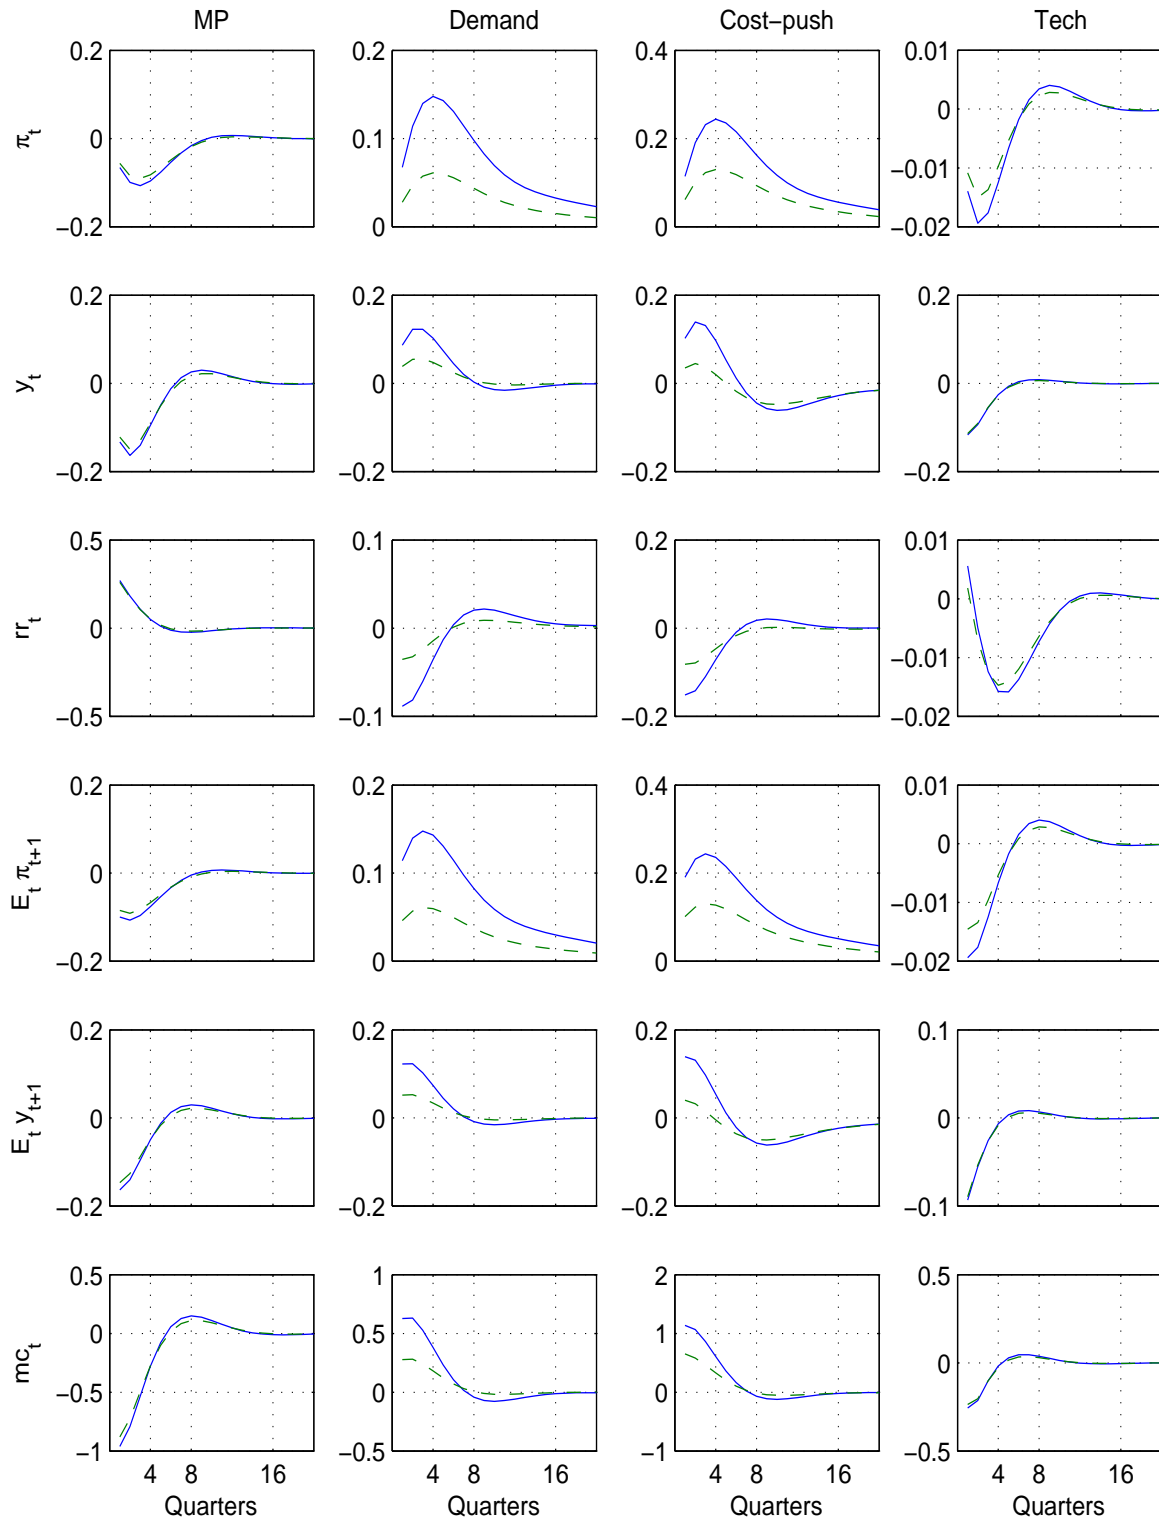 MP Demand Cost-push Tech
π_t
0.2 0 -0.2
0.2 0.1 0
0.4 0.2 0
0.01 0 -0.01 -0.02
y_t
0.2 0 -0.2
0.2 0 -0.2
0.2 0 -0.2
0.2 0 -0.2
rr_t
0.5 0 -0.5
0.1 0 -0.1
0.2 0 -0.2
0.01 0 -0.01 -0.02
E_t π_{t+1}
0.2 0 -0.2
0.2 0.1 0
0.4 0.2 0
0.01 0 -0.01 -0.02
E_t y_{t+1}
0.2 0 -0.2
0.2 0 -0.2
0.2 0 -0.2
0.1 0 -0.1
mc_t
0.5 0 -0.5 -1
1 0.5 0 -0.5
2 1 0 -1
0.5 0 -0.5
4 8 16 4 8 16 4 8 16 4 8 16
Quarters Quarters Quarters Quarters